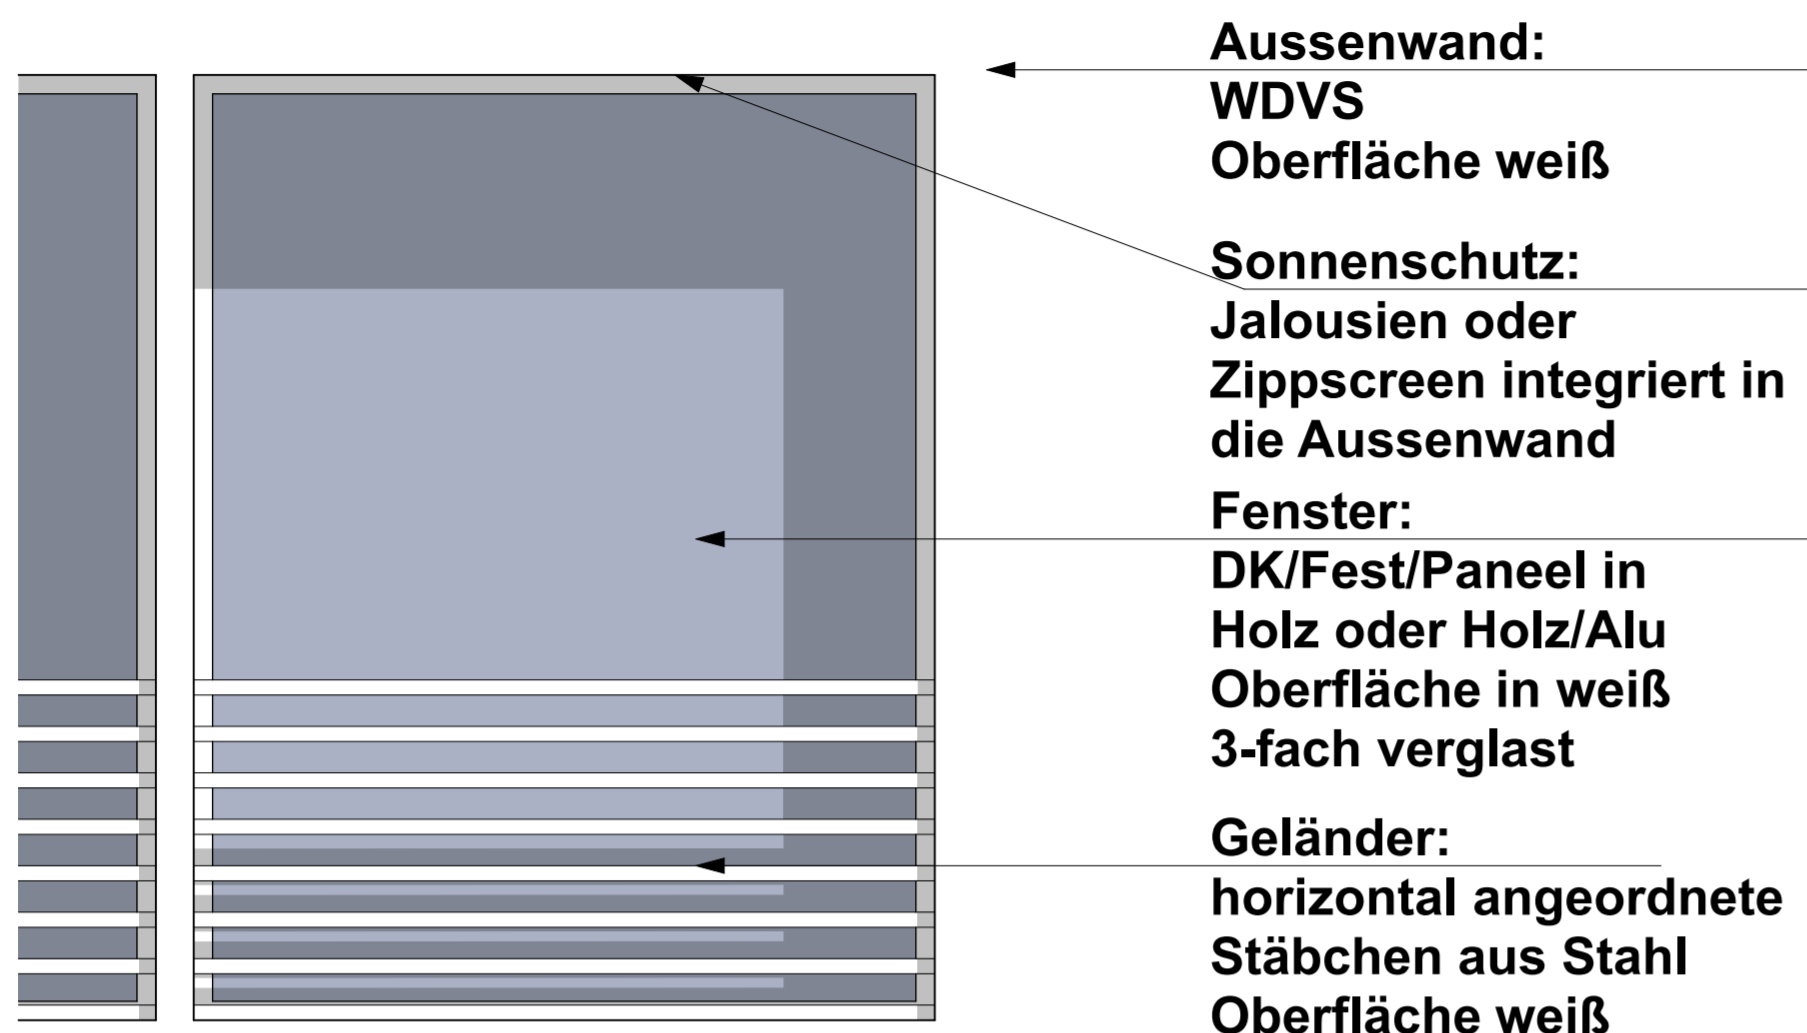 Aussenwand:
WDVS
Oberfläche weiß
Sonnenschutz:
Jalousien oder
Zippscreen integriert in
die Aussenwand
Fenster:
DK/Fest/Paneel in
Holz oder Holz/Alu
Oberfläche in weiß
3-fach verglast
Geländer:
horizontal angeordnete
Stäbchen aus Stahl
Oberfläche weiß